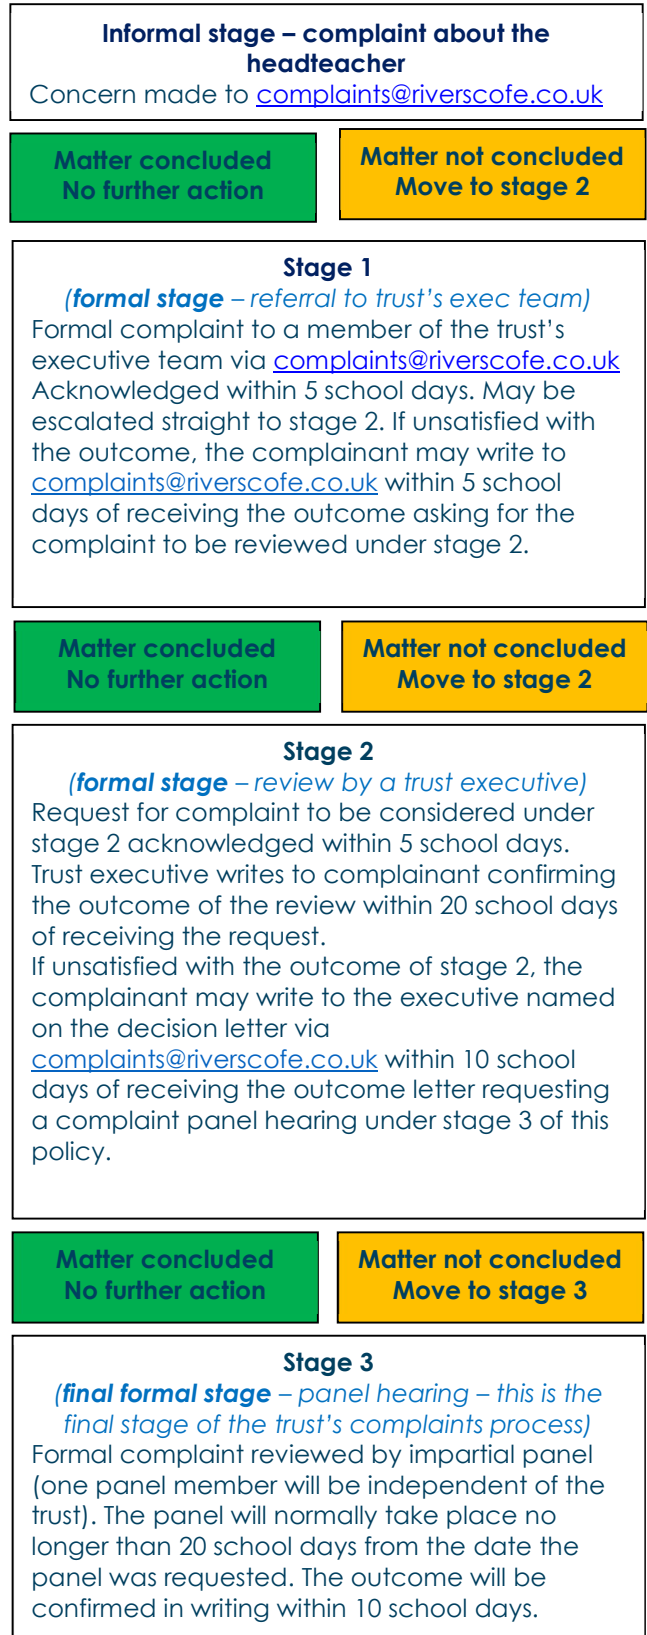 Informal stage – complaint about the
headteacher
Concern made to complaints@riverscofe.co.uk
Matter concluded
No further action
Matter not concluded
Move to stage 2
Stage 1
(formal stage – referral to trust’s exec team)
Formal complaint to a member of the trust’s
executive team via complaints@riverscofe.co.uk
Acknowledged within 5 school days. May be
escalated straight to stage 2. If unsatisfied with
the outcome, the complainant may write to
complaints@riverscofe.co.uk within 5 school
days of receiving the outcome asking for the
complaint to be reviewed under stage 2.
Matter concluded
No further action
Matter not concluded
Move to stage 2
Stage 2
(formal stage – review by a trust executive)
Request for complaint to be considered under
stage 2 acknowledged within 5 school days.
Trust executive writes to complainant confirming
the outcome of the review within 20 school days
of receiving the request.
If unsatisfied with the outcome of stage 2, the
complainant may write to the executive named
on the decision letter via
complaints@riverscofe.co.uk within 10 school
days of receiving the outcome letter requesting
a complaint panel hearing under stage 3 of this
policy.
Matter concluded
No further action
Matter not concluded
Move to stage 3
Stage 3
(final formal stage – panel hearing – this is the
final stage of the trust’s complaints process)
Formal complaint reviewed by impartial panel
(one panel member will be independent of the
trust). The panel will normally take place no
longer than 20 school days from the date the
panel was requested. The outcome will be
confirmed in writing within 10 school days.